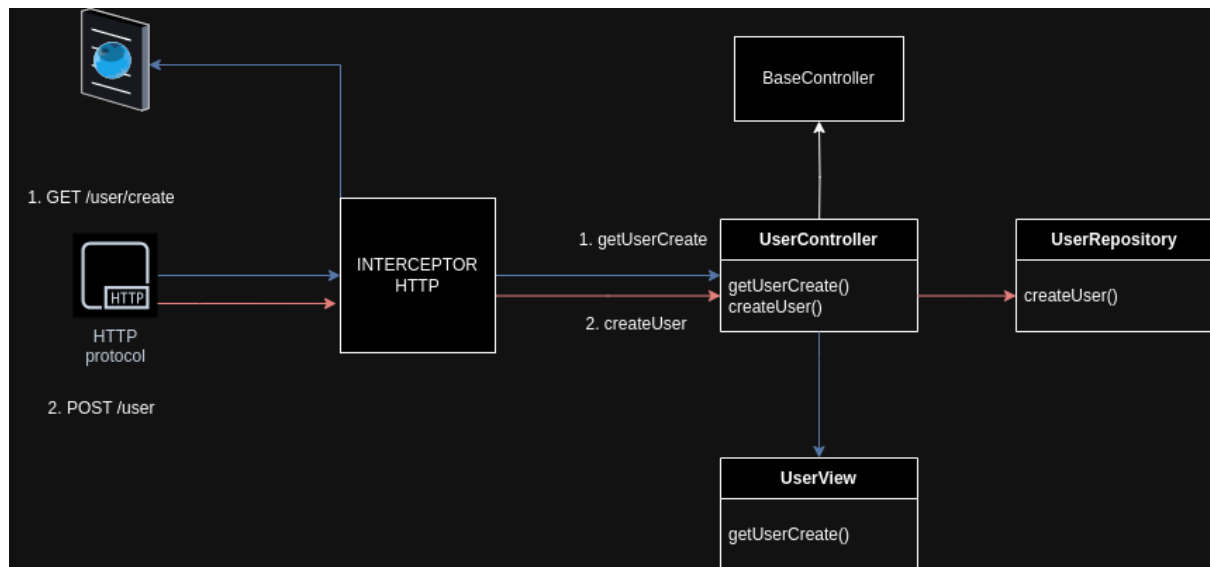 BaseController
1. GET /user/create
HTTP
HTTP
protocol
2. POST /user
INTERCEPTOR
HTTP
1. getUserCreate
2. createUser
UserController
getUserCreate()
createUser()
UserRepository
createUser()
UserView
getUserCreate()